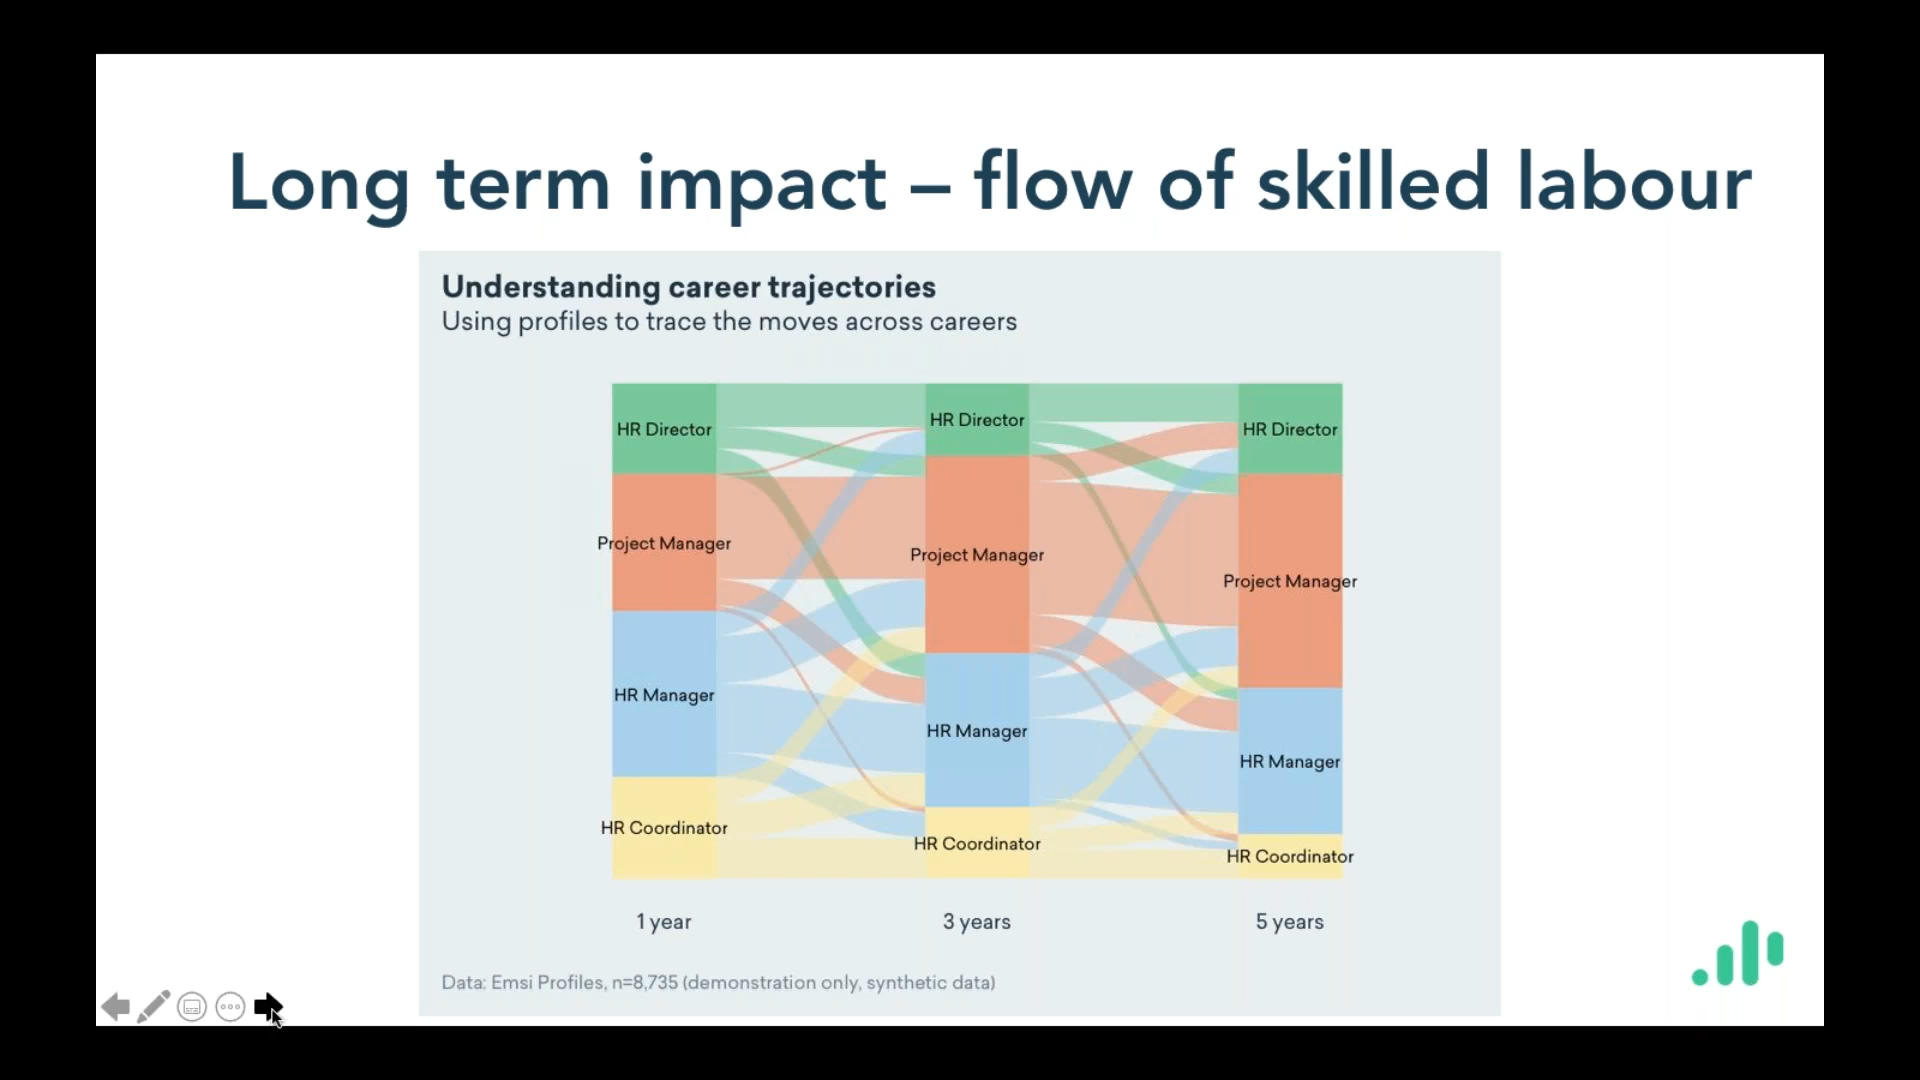 Long term impact – flow of skilled labour
Understanding career trajectories
Using profiles to trace the moves across careers
HR Director
HR Director
HR Director
Project Manager
Project Manager
Project Manager
HR Manager
HR Manager
HR Manager
HR Coordinator
HR Coordinator
HR Coordinator
1 year
3 years
5 years
Data: Emsi Profiles, n=8,735 (demonstration only, synthetic data)